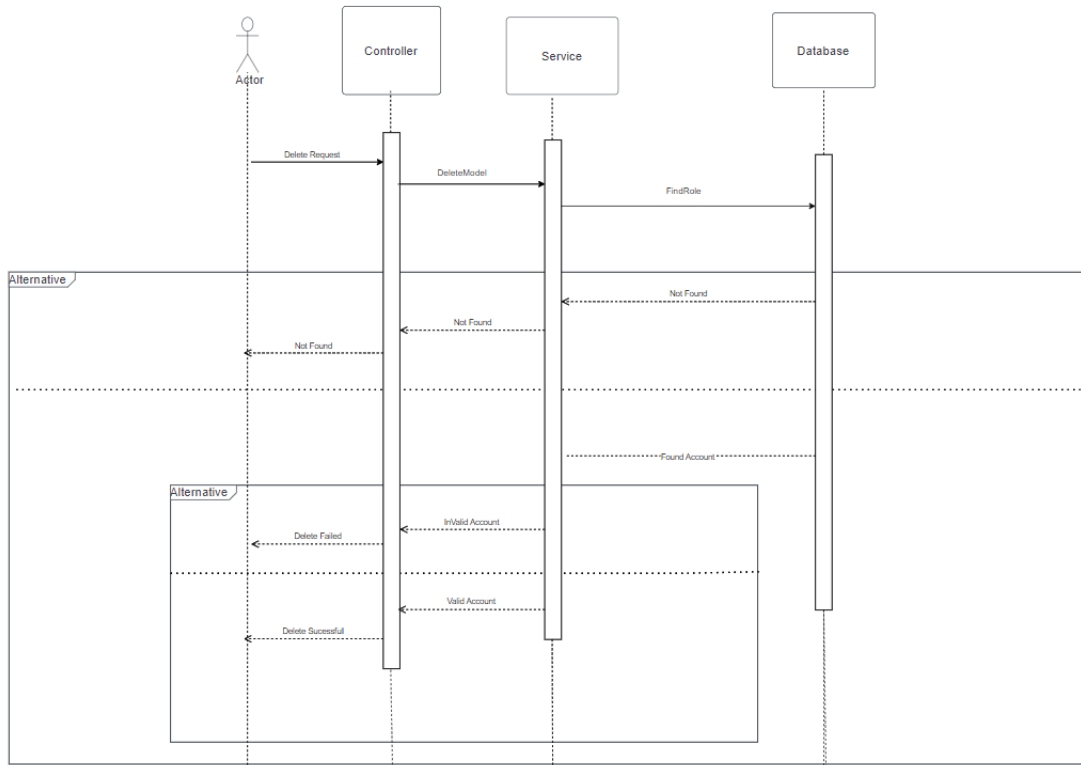 Actor
Controller
Service
Database
Delete Request
DeleteModel
FindRole
Alternative
Not Found
Not Found
Not Found
Found Account
Alternative
InValid Account
Delete Failed
Valid Account
Delete Sucessfull